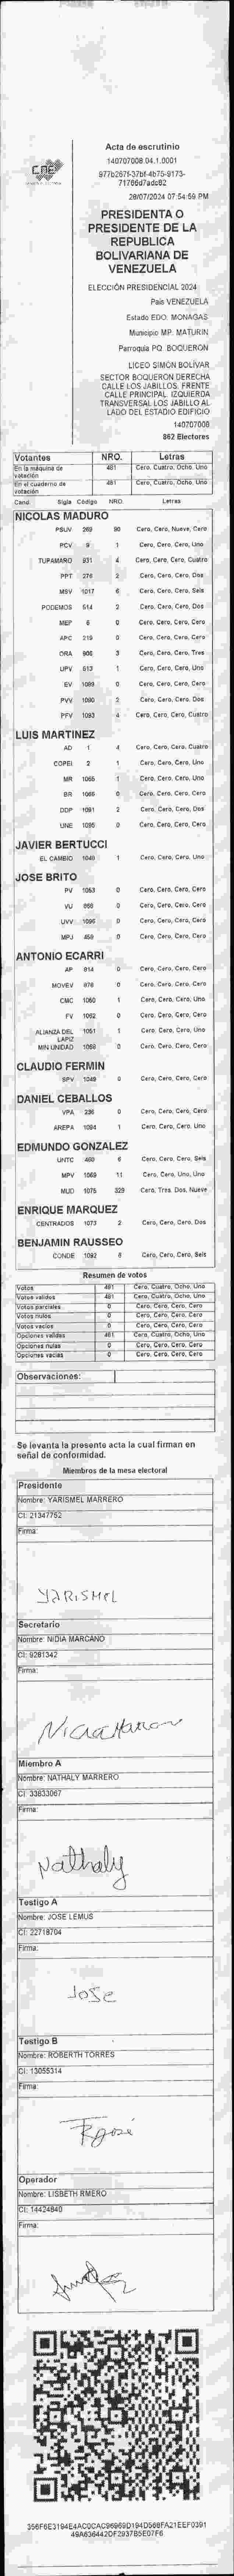 CNE
Acta de escrutinio
140707008.04.1.0001
71786d7adc82
28/07/2024 07:54:59 PM
PRESIDENTA O
PRESIDENTE DE LA
REPUBLICA
BOLIVARIANA DE
VENEZUELA
ELECCIÓN PRESIDENCIAL 2024
País VENEZUELA
Estado EDO. MONAGAS
Municipio MP. MATURIN
Parroquia PQ. BOQUERON
LICEO SIMÓN BOLÍVAR
SECTOR BOQUERON DERECHA
CALLE LOS JABILLOS. FRENTE
CALLE PRINCIPAL. IZQUIERDA
TRANSVERSAL LOS JABILLO AL
LADO DEL ESTADIO EDIFICIO
140707008
862 Electores
Votantes NRO. Letras
En la máquina de votación 481 Cero, Cuatro, Ocho, Uno
En el cuaderno de votación 481 Cero, Cuatro, Ocho, Uno
Cand. Sigla Código NRO. Letras
NICOLAS MADURO
PSUV 269 90 Cero, Cero, Nueve, Cero
PCV 9 1 Cero, Cero, Cero, Uno
TUPAMARO 931 4 Cero, Cero, Cero, Cuatro
PPT 276 2 Cero, Cero, Cero, Dos
MSV 1017 6 Cero, Cero, Cero, Seis
PODEMOS 514 2 Cero, Cero, Cero, Dos
MEP 6 0 Cero, Cero, Cero, Cero
APC 219 0 Cero, Cero, Cero, Cero
ORA 906 3 Cero, Cero, Cero, Tres
UPV 613 1 Cero, Cero, Cero, Uno
EV 1089 0 Cero, Cero, Cero, Cero
PVV 1090 2 Cero, Cero, Cero, Dos
PFV 1093 4 Cero, Cero, Cero, Cuatro
LUIS MARTINEZ
AD 1 4 Cero, Cero, Cero, Cuatro
COPEI 2 1 Cero, Cero, Cero, Uno
MR 1065 1 Cero, Cero, Cero, Uno
BR 1066 0 Cero, Cero, Cero, Cero
DDP 1091 2 Cero, Cero, Cero, Dos
UNE 1095 0 Cero, Cero, Cero, Cero
JAVIER BERTUCCI
EL CAMBIO 1040 1 Cero, Cero, Cero, Uno
JOSE BRITO
PV 1053 0 Cero, Cero, Cero, Cero
VU 868 0 Cero, Cero, Cero, Cero
UVV 1096 0 Cero, Cero, Cero, Cero
MPJ 459 0 Cero, Cero, Cero, Cero
ANTONIO ECARRI
AP 814 0 Cero, Cero, Cero, Cero
MOVEV 976 0 Cero, Cero, Cero, Cero
CMC 1060 1 Cero, Cero, Cero, Uno
FV 1062 0 Cero, Cero, Cero, Cero
ALIANZA DEL LAPIZ 1051 1 Cero, Cero, Cero, Uno
MIN UNIDAD 1058 0 Cero, Cero, Cero, Cero
CLAUDIO FERMIN
SPV 1049 0 Cero, Cero, Cero, Cero
DANIEL CEBALLOS
VPA 236 0 Cero, Cero, Cero, Cero
AREPA 1094 1 Cero, Cero, Cero, Uno
EDMUNDO GONZALEZ
UNTC 460 6 Cero, Cero, Cero, Seis
MPV 1069 11 Cero, Cero, Uno, Uno
MUD 1075 329 Cero, Tres, Dos, Nueve
ENRIQUE MARQUEZ
CENTRADOS 1073 2 Cero, Cero, Cero, Dos
BENJAMIN RAUSSEO
CONDE 1092 6 Cero, Cero, Cero, Seis
Resumen de votos
Votos 481 Cero, Cuatro, Ocho, Uno
Votos validos 481 Cero, Cuatro, Ocho, Uno
Votos parciales 0 Cero, Cero, Cero, Cero
Votos nulos 0 Cero, Cero, Cero, Cero
Votos vacios 0 Cero, Cero, Cero, Cero
Opciones validas 481 Cero, Cuatro, Ocho, Uno
Opciones nulas 0 Cero, Cero, Cero, Cero
Opciones vacias 0 Cero, Cero, Cero, Cero
Observaciones:
Se levanta la presente acta la cual firman en
señal de conformidad.
Miembros de la mesa electoral
Presidente
Nombre: YARISMEL MARRERO
CI: 21347752
Firma:
YARISMEL
Secretario
Nombre: NIDIA MARCANO
CI: 9281342
Firma:
Miembro A
Nombre: NATHALY MARRERO
CI: 33833067
Firma:
Nathaly
Testigo A
Nombre: JOSE LEMUS
CI: 22718704
Firma:
Jose
Testigo B
Nombre: ROBERTH TORRES
CI: 13055314
Firma:
Operador
Nombre: LISBETH RMERO
CI: 14424840
Firma:
356F6E3194E4AC0CAC96969D194D568FA21EEF0391
49A636442DF2937B5E07F6